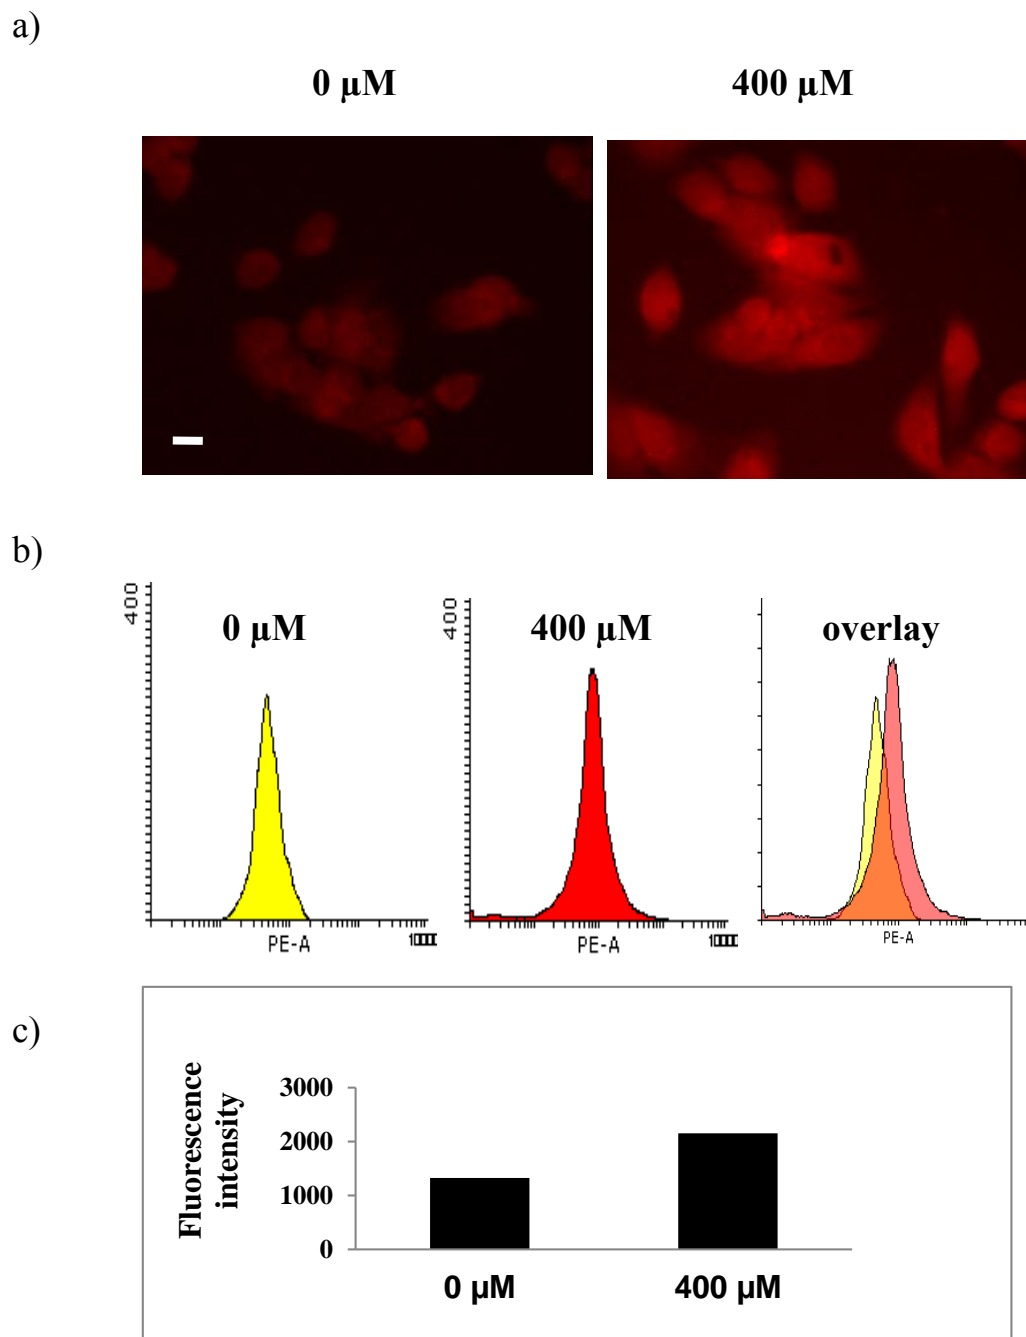 a)
0 µM 400 µM
b)
400
0 µM
PE-A
400
400 µM
PE-A
overlay
PE-A
c)
Fluorescence
intensity
3000
2000
1000
0
0 µM 400 µM